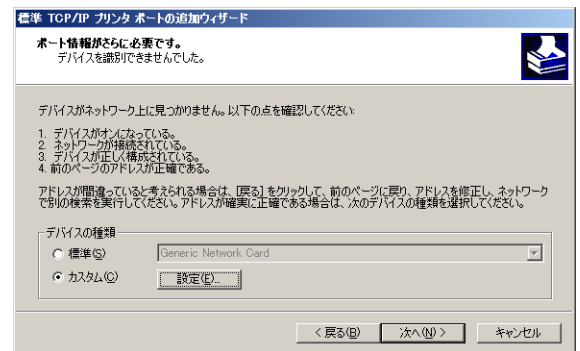 標準 TCP/IP プリンタ ポートの追加ウィザード
ポート情報がさらに必要です。
デバイスを識別できませんでした。
デバイスがネットワーク上に見つかりません。以下の点を確認してください:
1. デバイスがオンになっている。
2. ネットワークが接続されている。
3. デバイスが正しく構成されている。
4. 前のページのアドレスが正確である。
アドレスが間違っていると考えられる場合は、[戻る] をクリックして、前のページに戻り、アドレスを修正し、ネットワーク
で別の検索を実行してください。アドレスが確実に正確である場合は、次のデバイスの種類を選択してください。
デバイスの種類
標準(S)
Generic Network Card
カスタム(C)
設定(E)...
< 戻る(B)
次へ(N) >
キャンセル